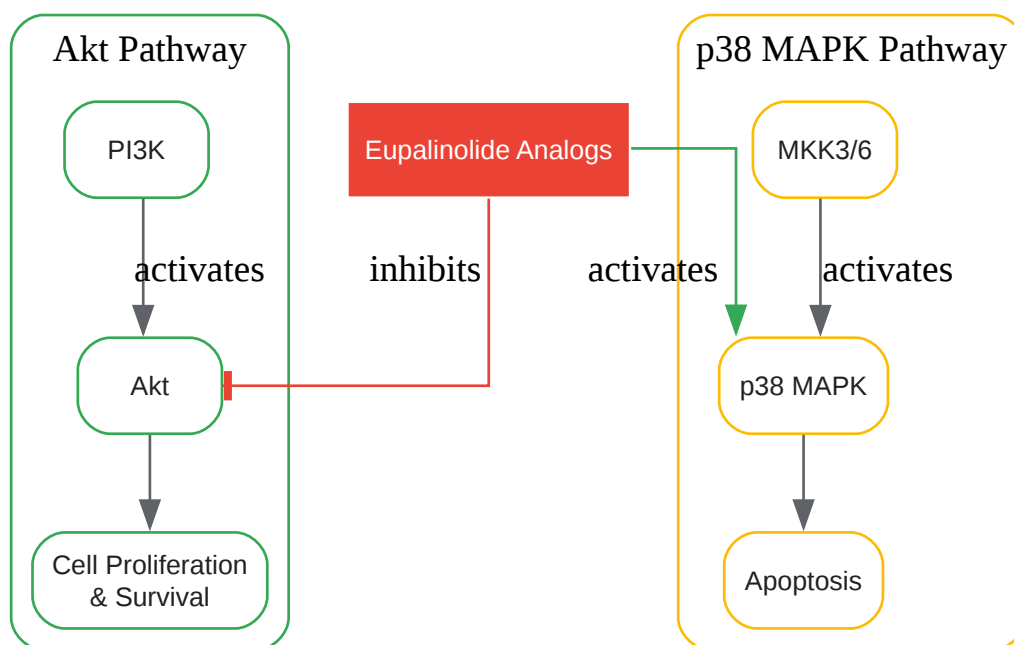 Akt Pathway
p38 MAPK Pathway
PI3K
Eupalinolide Analogs
MKK3/6
activates
inhibits
activates
activates
Akt
p38 MAPK
Cell Proliferation
& Survival
Apoptosis